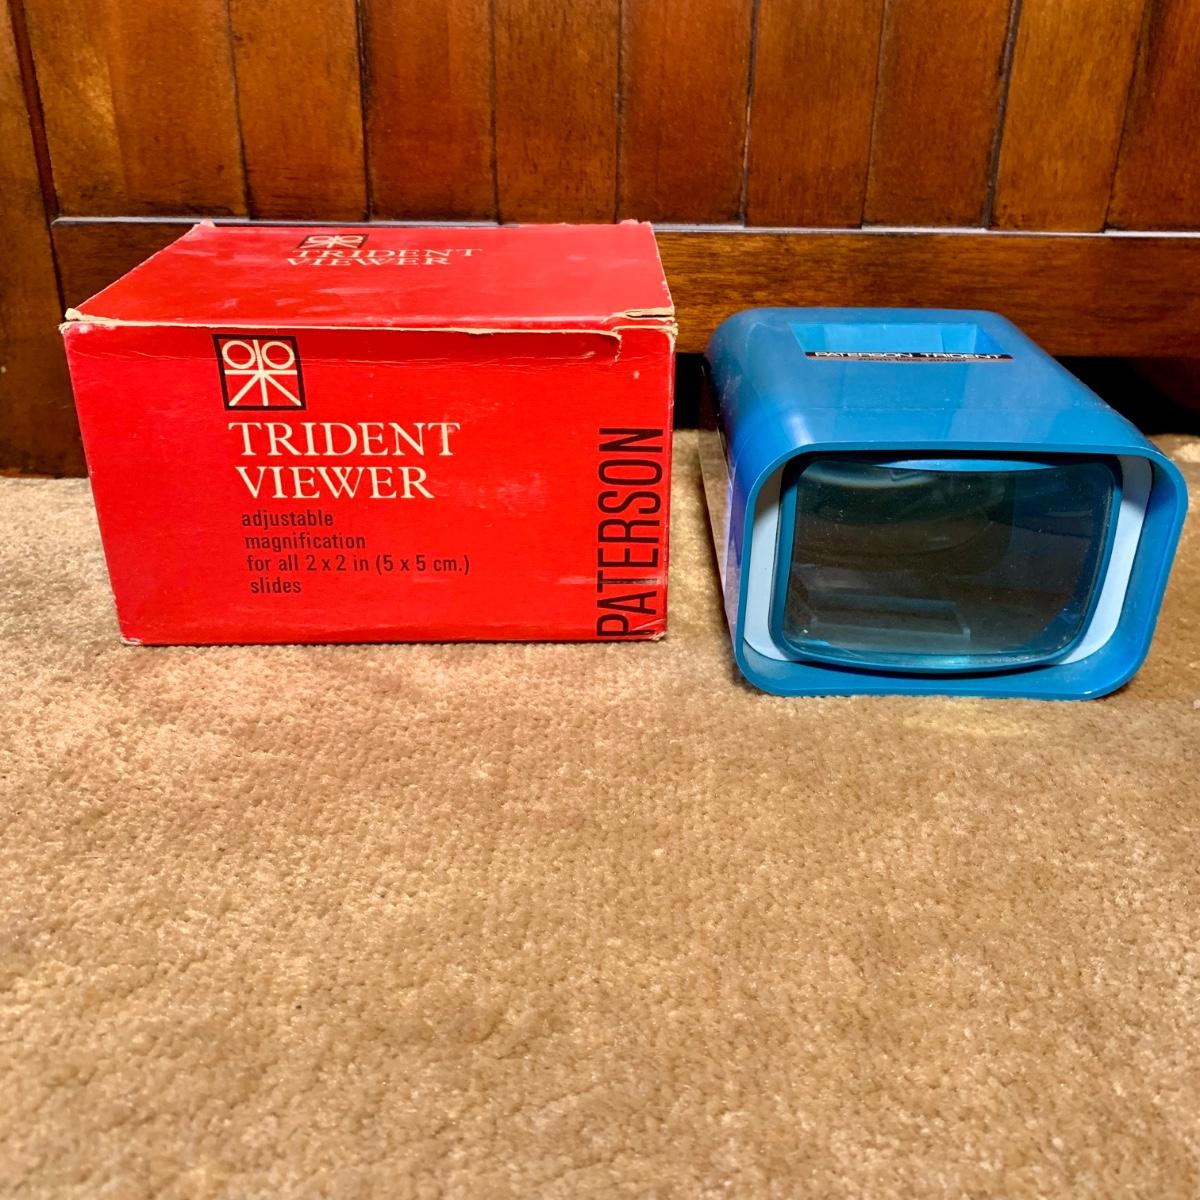 TRIDENT
VIEWER
TRIDENT
VIEWER
adjustable
magnification
for all 2 x 2 in (5 x 5 cm.)
slides
PATERSON
PATERSON TRIDENT